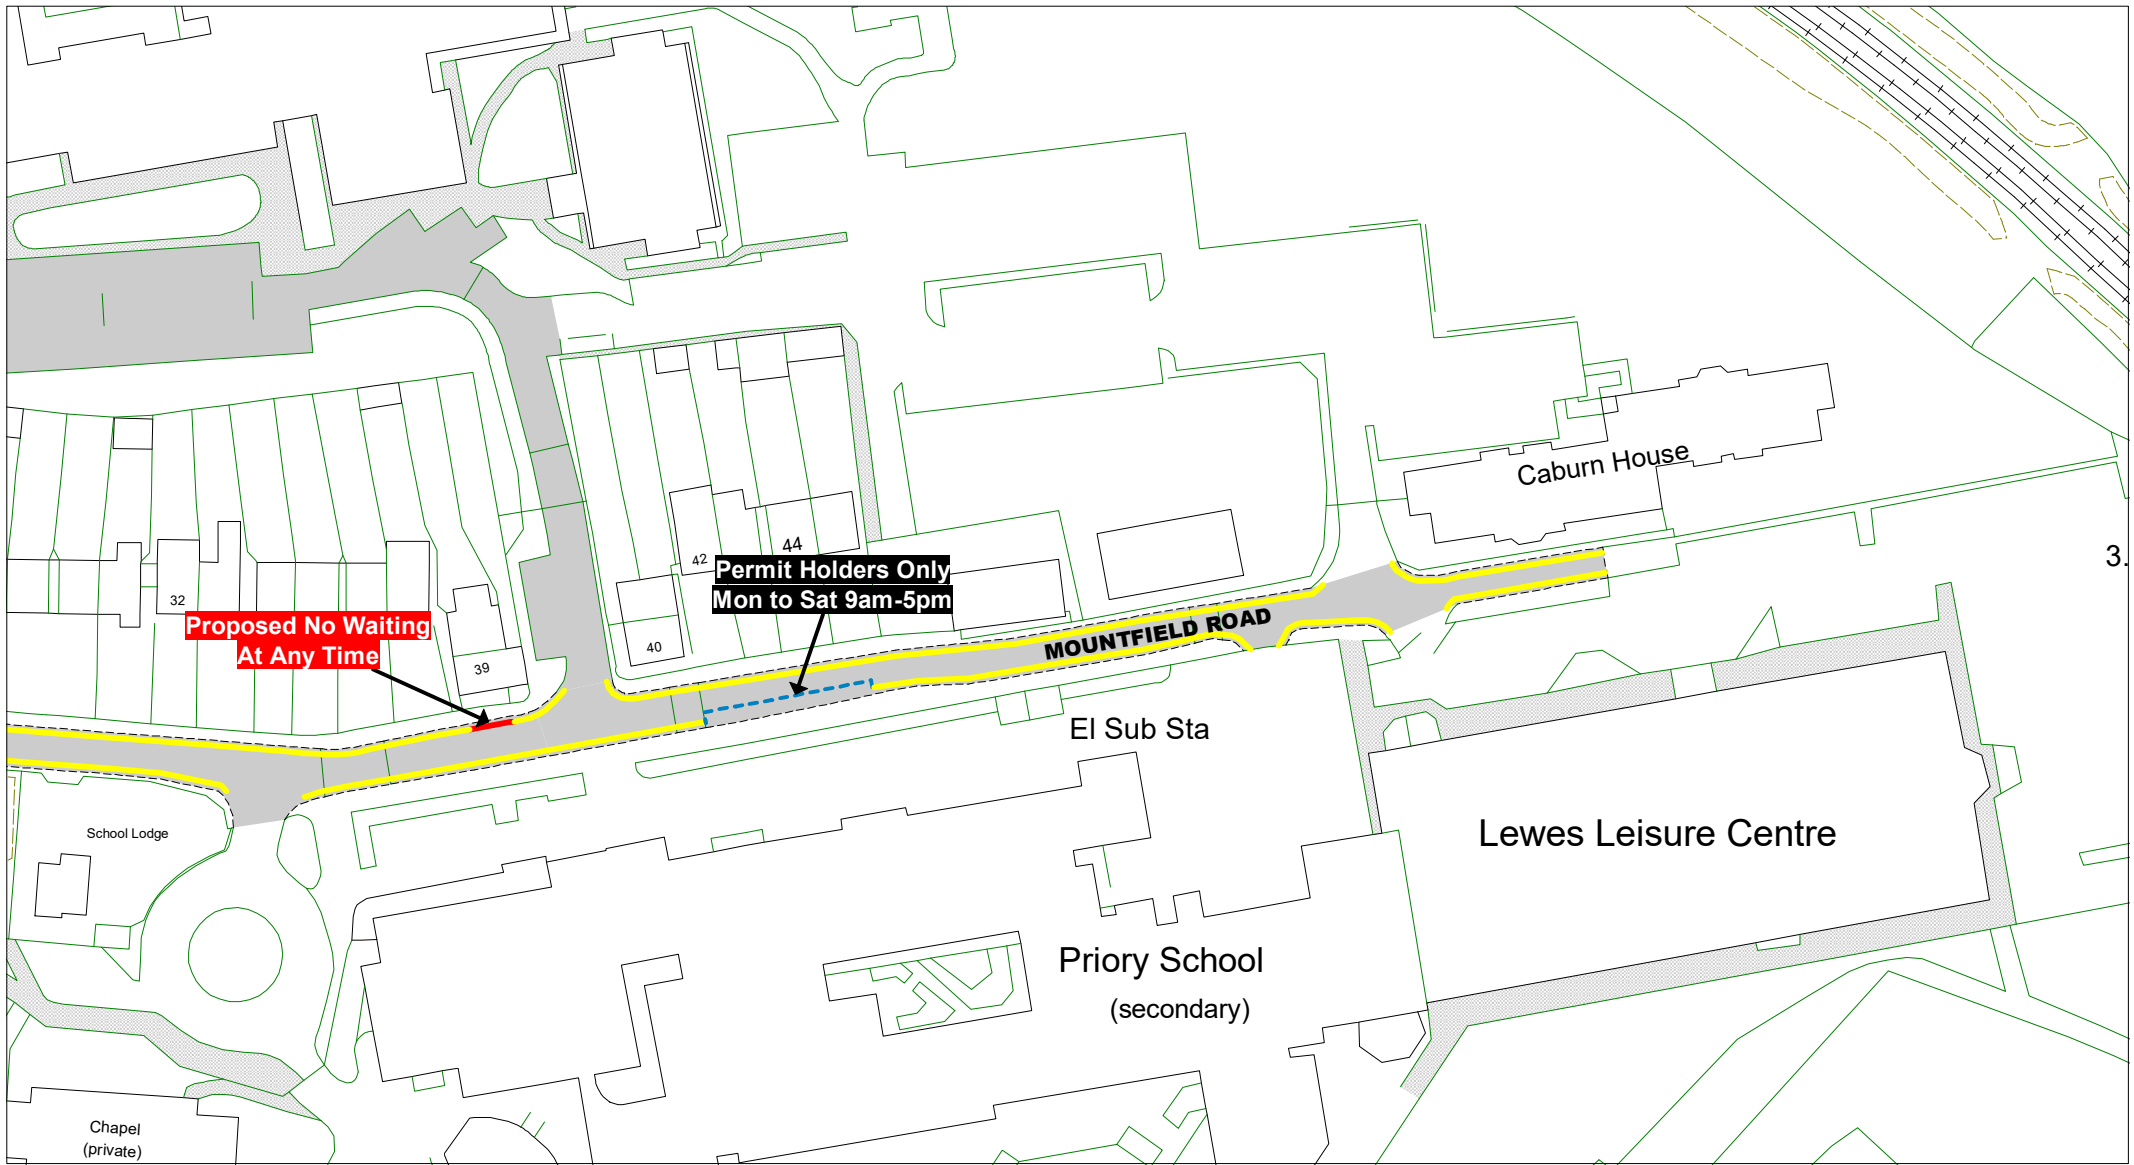 Caburn House
44
42
3.
Permit Holders Only
Mon to Sat 9am-5pm
32
Proposed No Waiting
At Any Time
MOUNTFIELD ROAD
40
39
El Sub Sta
School Lodge
Lewes Leisure Centre
Priory School
(secondary)
Chapel
(private)